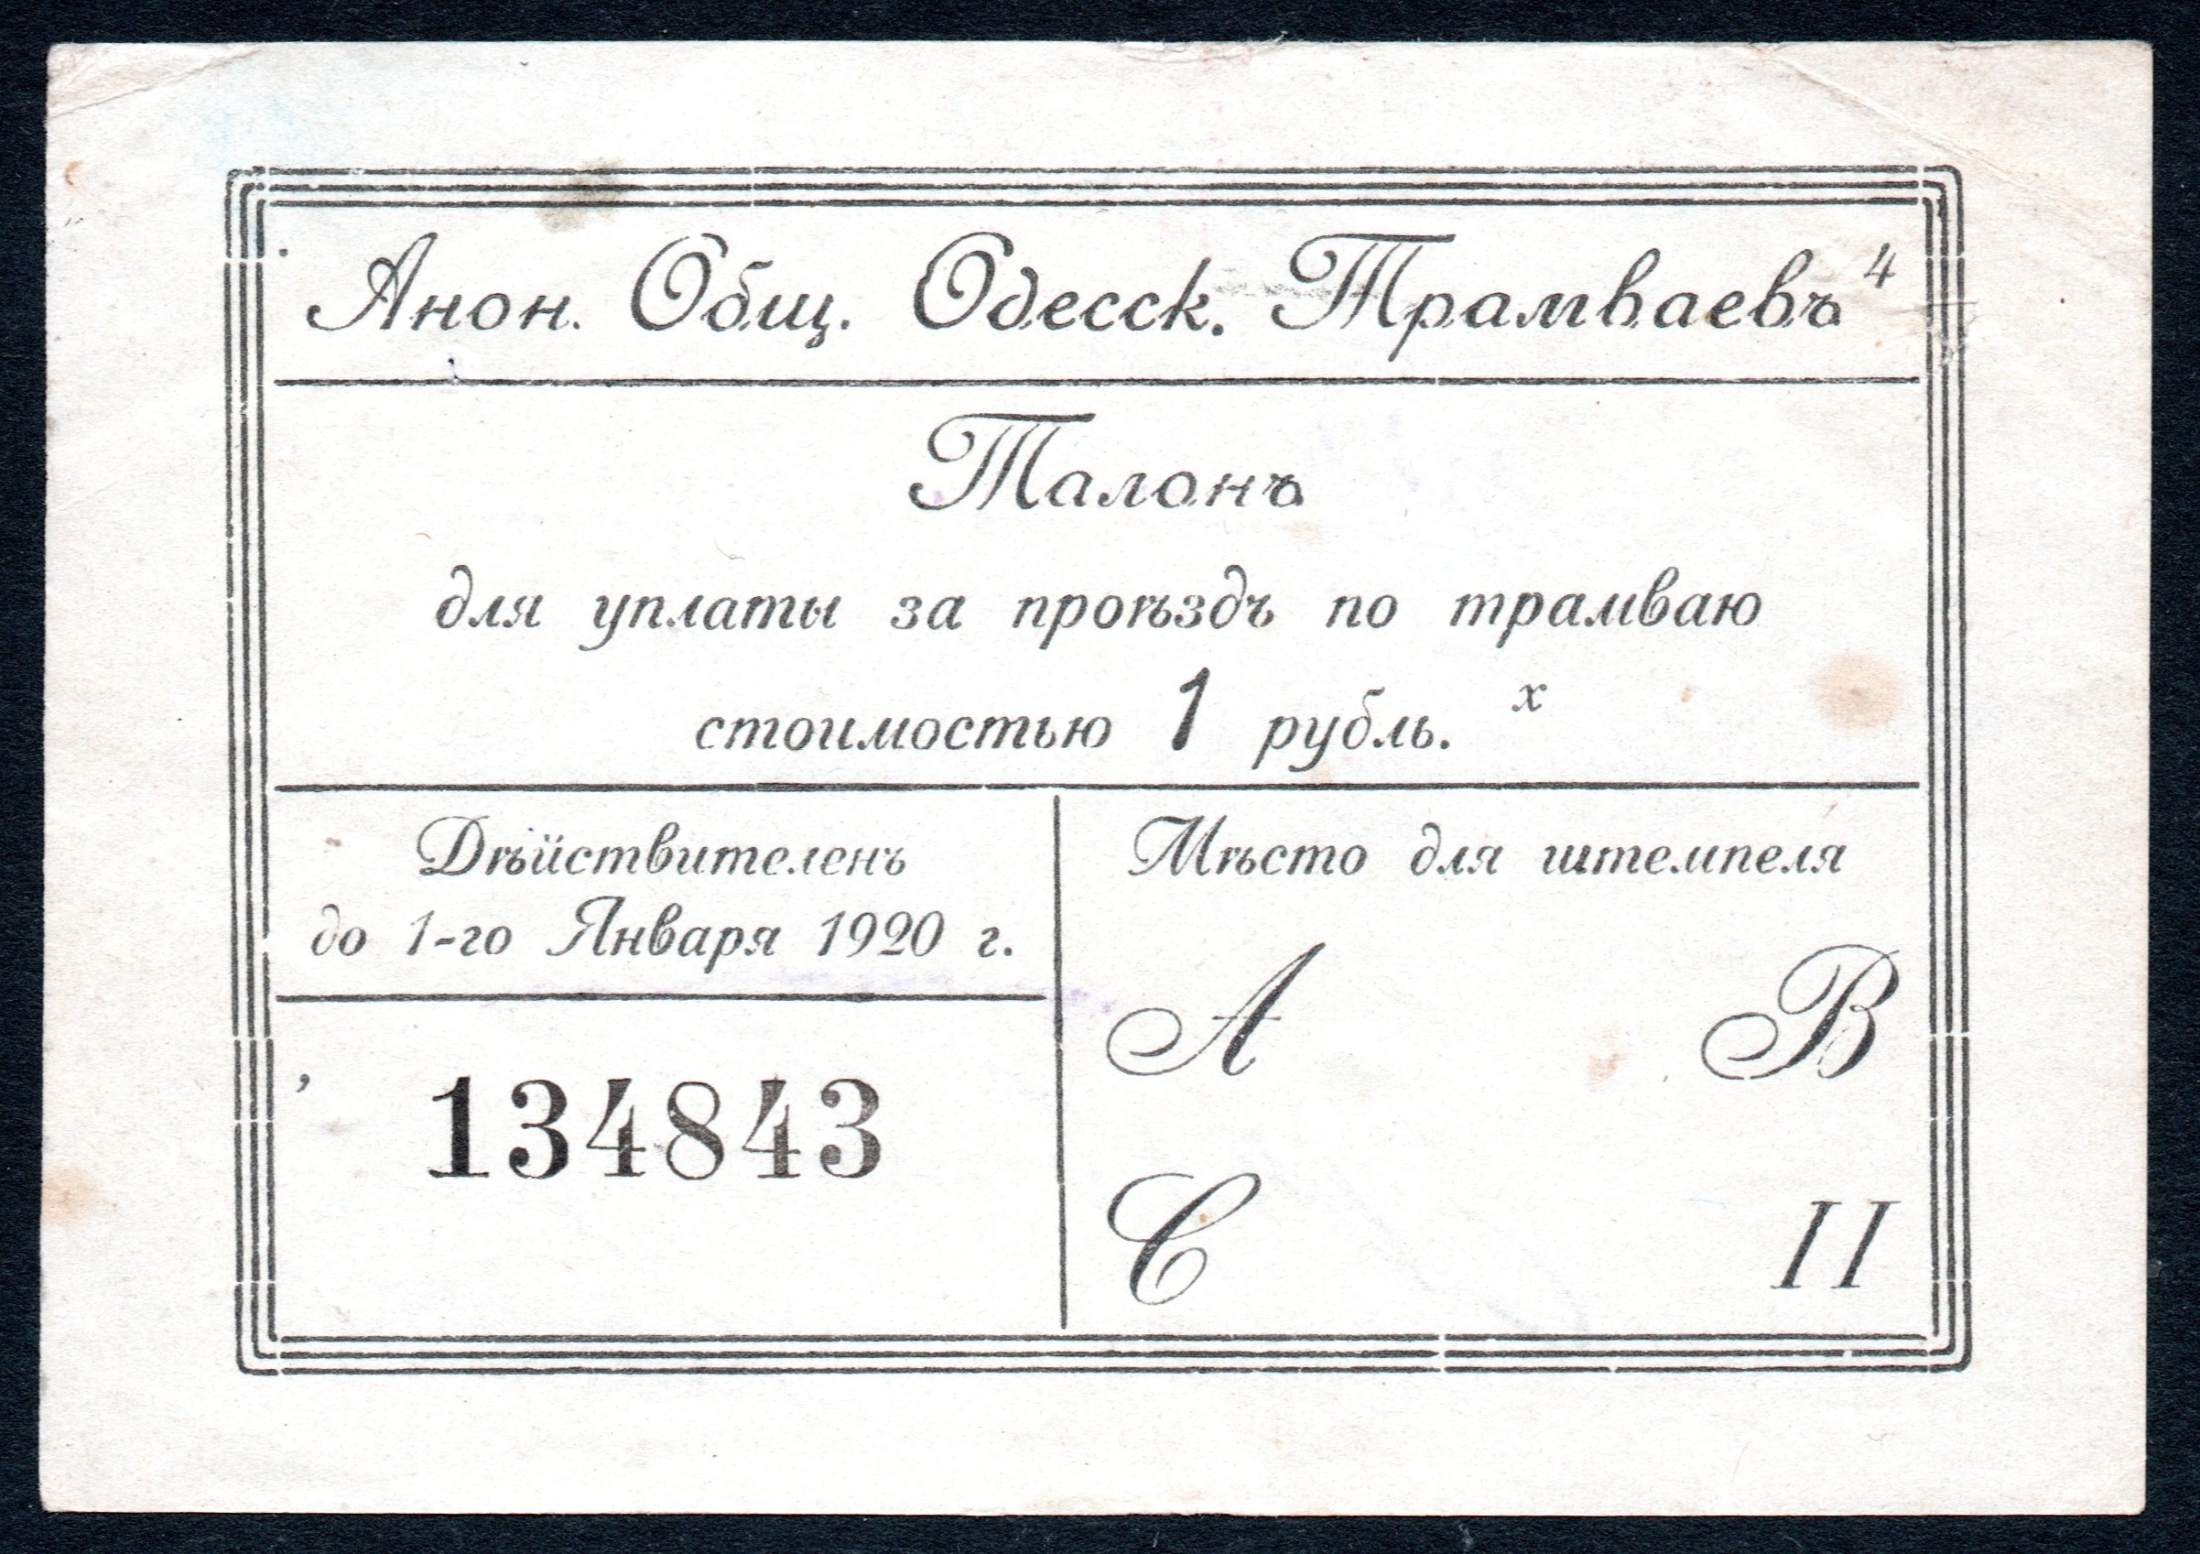 Анон. Общ. Одесск. Трамваевъ 4
Талонъ
для уплаты за проѣздъ по трамваю
стоимостью 1 рубль. x
Дѣйствителенъ
до 1-го Января 1920 г.
134843
Мѣсто для штемпеля
A B
C II